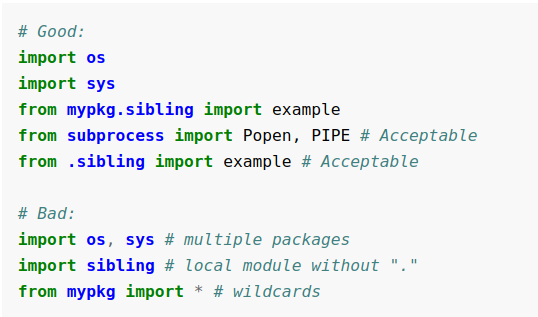 # Good:
import os
import sys
from mypkg.sibling import example
from subprocess import Popen, PIPE # Acceptable
from .sibling import example # Acceptable

# Bad:
import os, sys # multiple packages
import sibling # local module without "."
from mypkg import * # wildcards